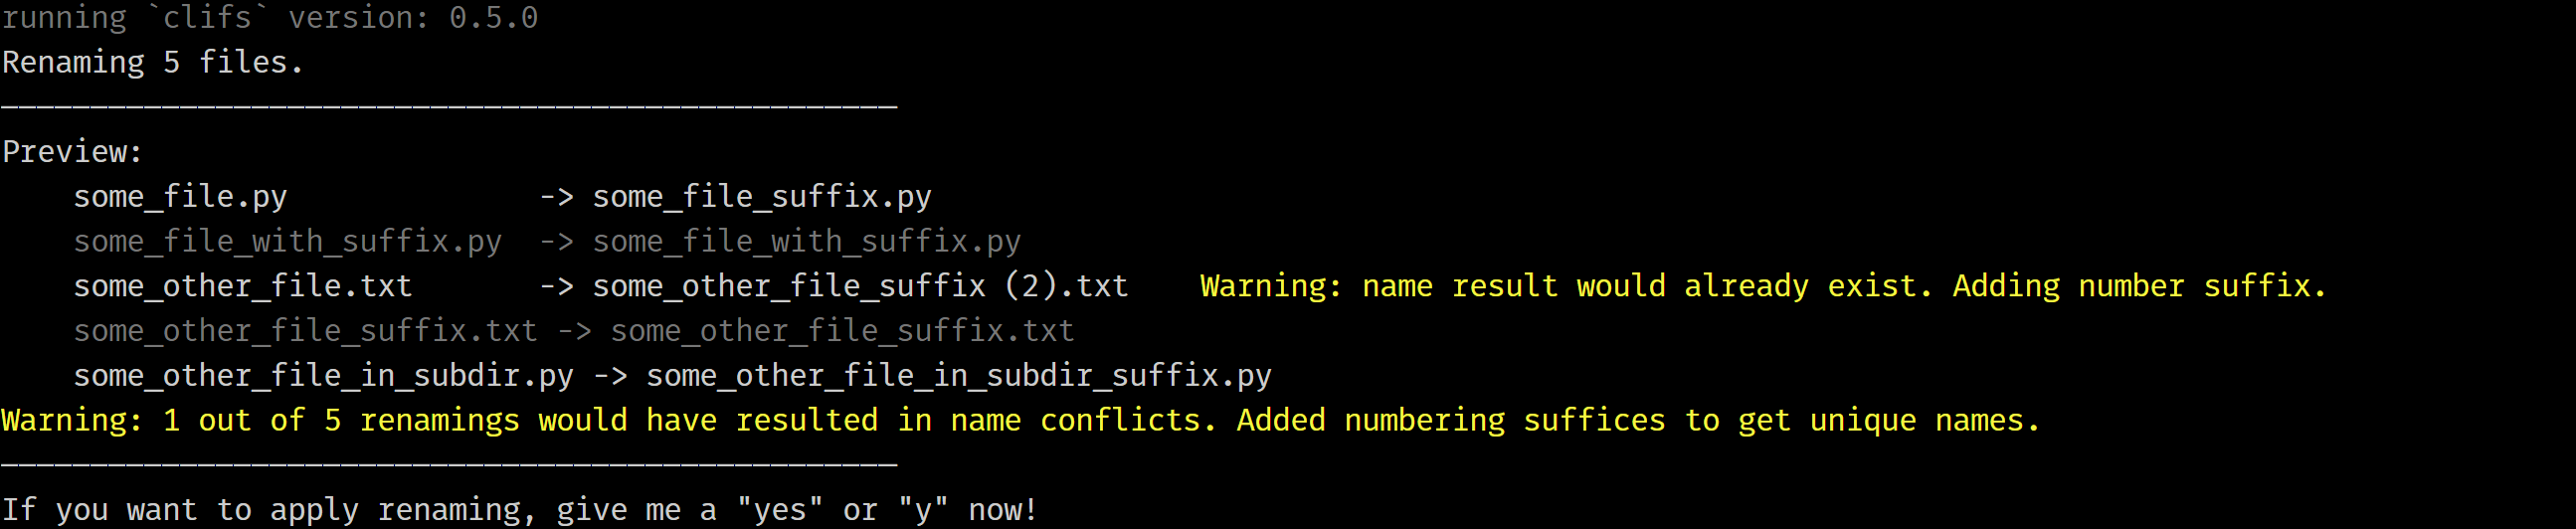 running `clifs` version: 0.5.0
Renaming 5 files.
——————————————————————————————————————————————————
Preview:
    some_file.py              -> some_file_suffix.py
    some_file_with_suffix.py  -> some_file_with_suffix.py
    some_other_file.txt       -> some_other_file_suffix (2).txt    Warning: name result would already exist. Adding number suffix.
    some_other_file_suffix.txt -> some_other_file_suffix.txt
    some_other_file_in_subdir.py -> some_other_file_in_subdir_suffix.py
Warning: 1 out of 5 renamings would have resulted in name conflicts. Added numbering suffices to get unique names.
——————————————————————————————————————————————————
If you want to apply renaming, give me a "yes" or "y" now!